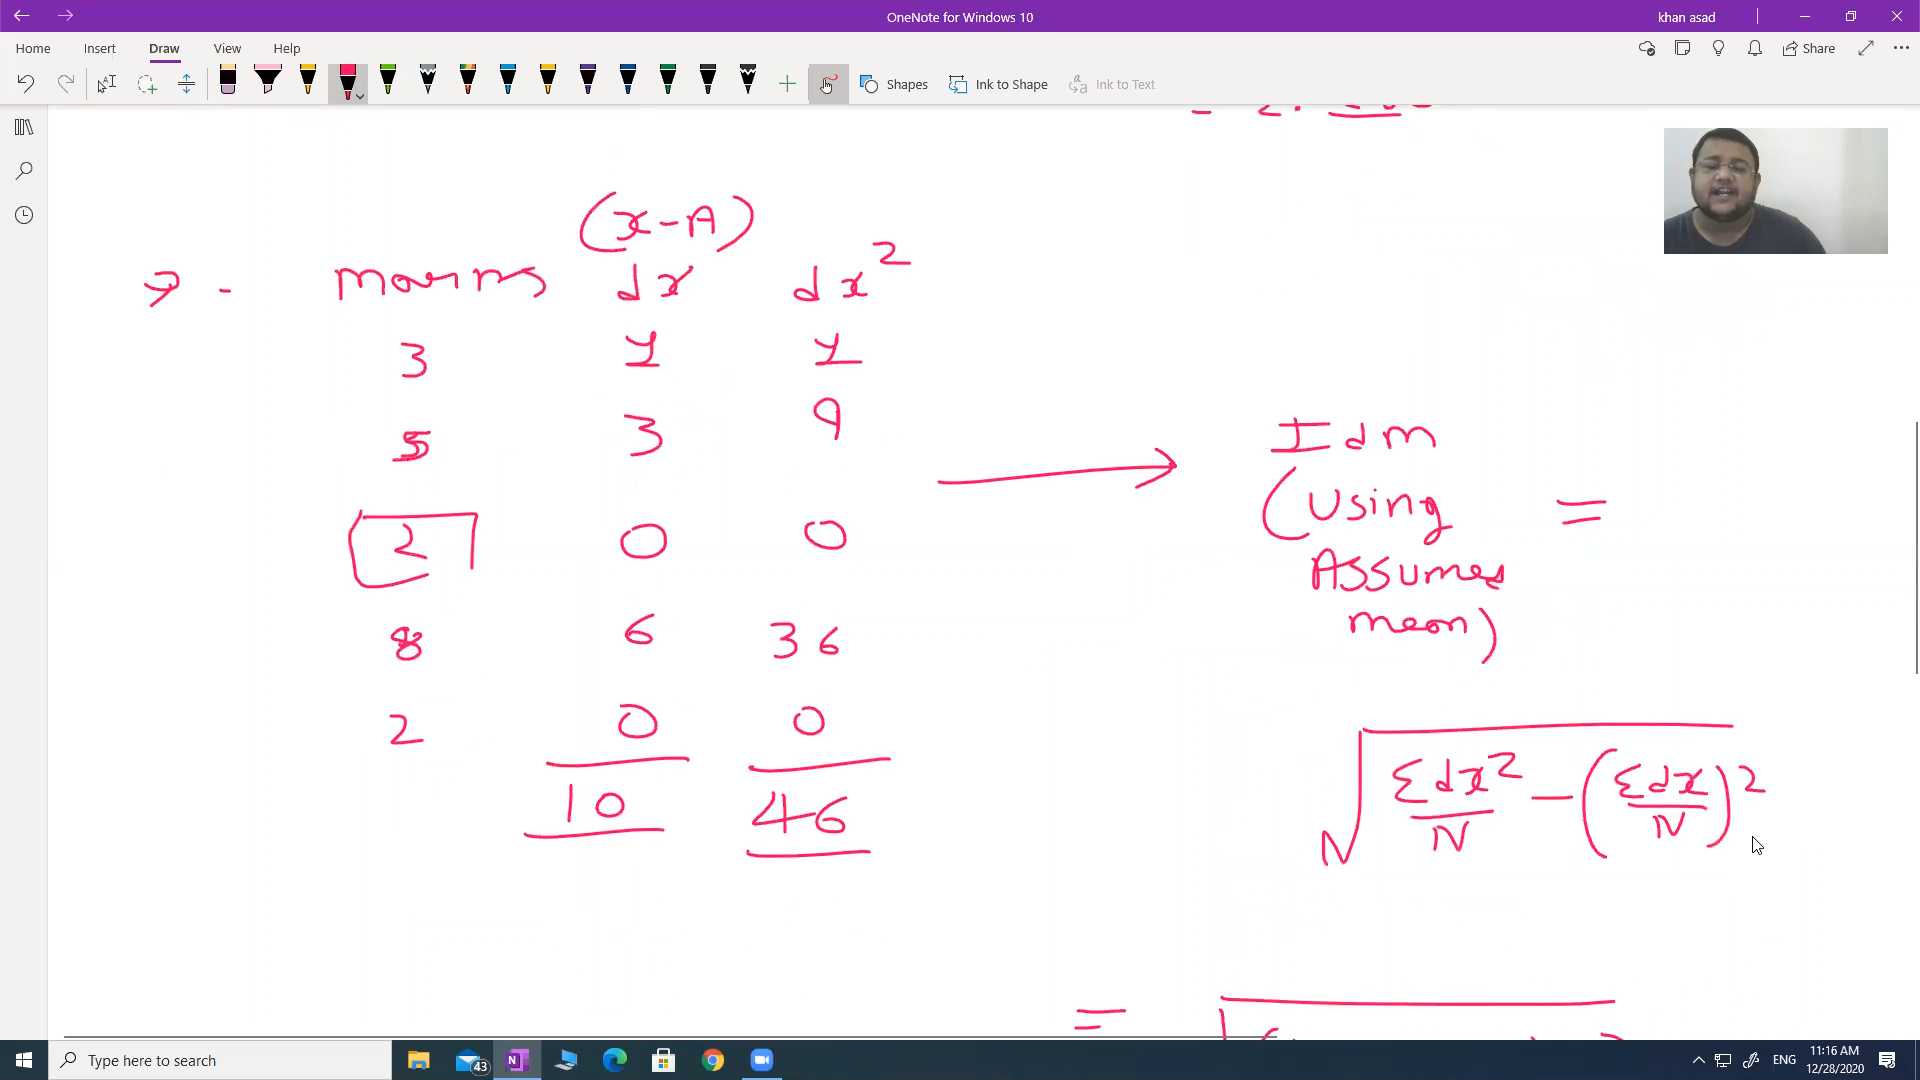 OneNote for Windows 10
khan asad
Home Insert Draw View Help
Share
Shapes
Ink to Shape
Ink to Text
(x-A)
dx dx²
3 1 1
5 3 9
2 0 0
8 6 36
2 0 0
10 46
Idm
(Using =
Assumed
mean)
√ Σdx²/N - (Σdx/N)²
=
Type here to search
43
ENG
11:16 AM
12/28/2020